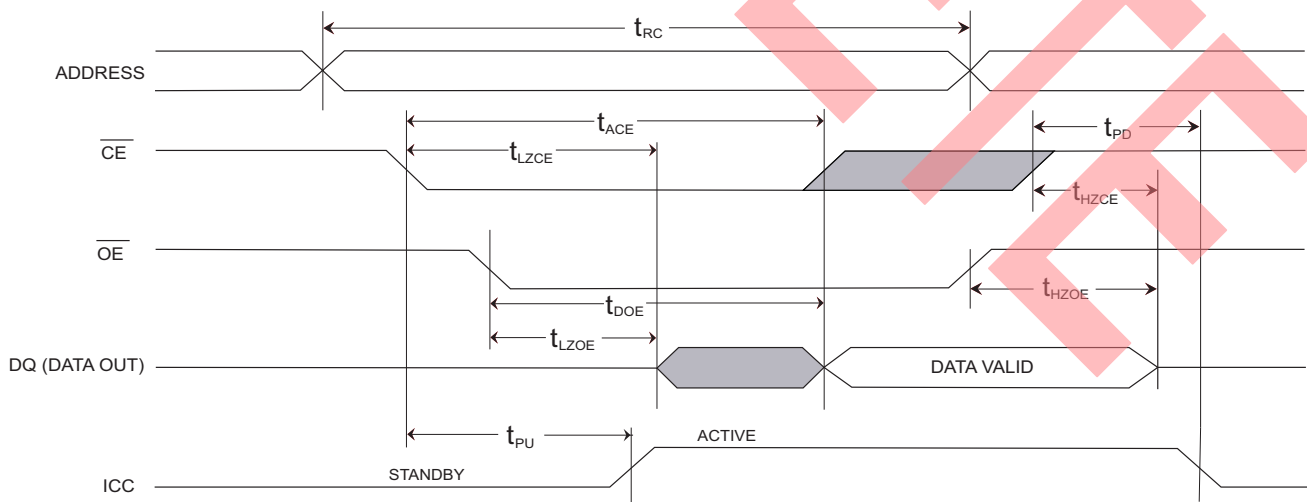 tRC
ADDRESS
tACE
tPD
CE
tLZCE
tHZCE
OE
tHZOE
tDOE
tLZOE
DQ (DATA OUT)
DATA VALID
tPU
ACTIVE
STANDBY
ICC